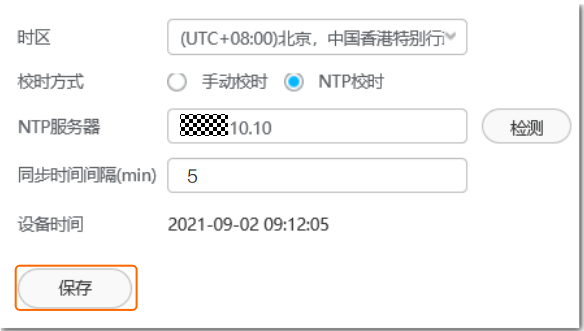 时区 (UTC+08:00)北京，中国香港特别行
校时方式 手动校时 NTP校时
NTP服务器 10.10 检测
同步时间间隔(min) 5
设备时间 2021-09-02 09:12:05
保存